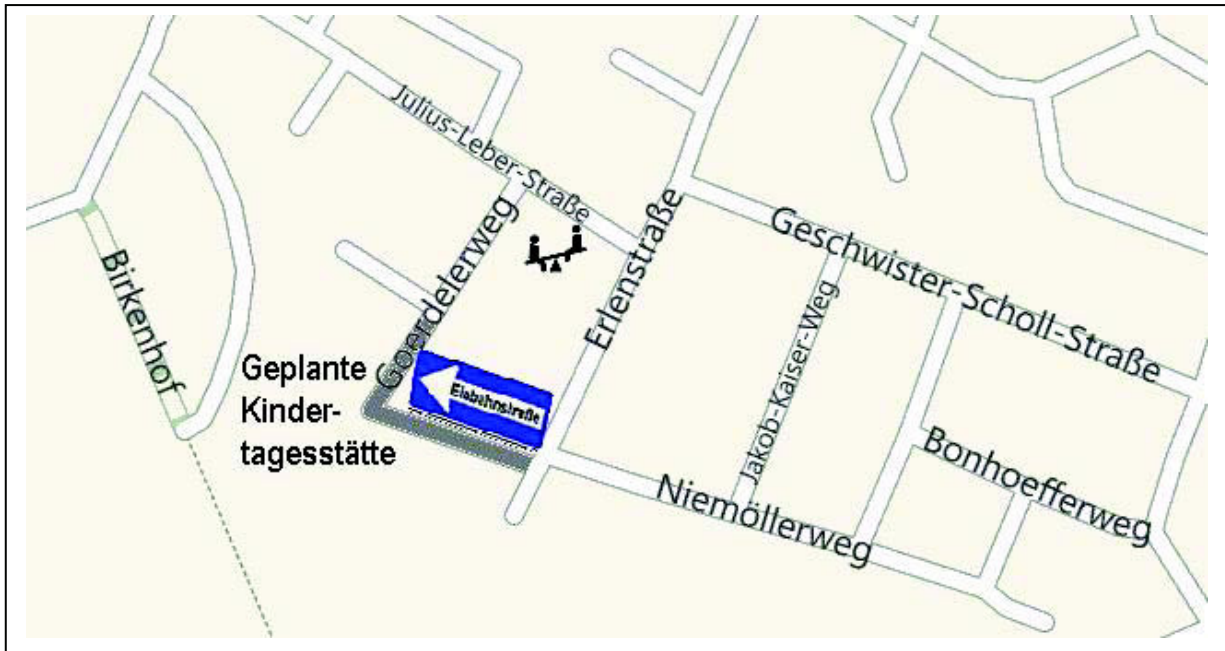 Julius-Leber-Straße
Goerdelerweg
Erlenstraße
Geschwister-Scholl-Straße
Birkenhof
Jakob-Kaiser-Weg
Geplante
Kinder-
tagesstätte
Einbahnstraße
Niemöllerweg
Bonhoefferweg